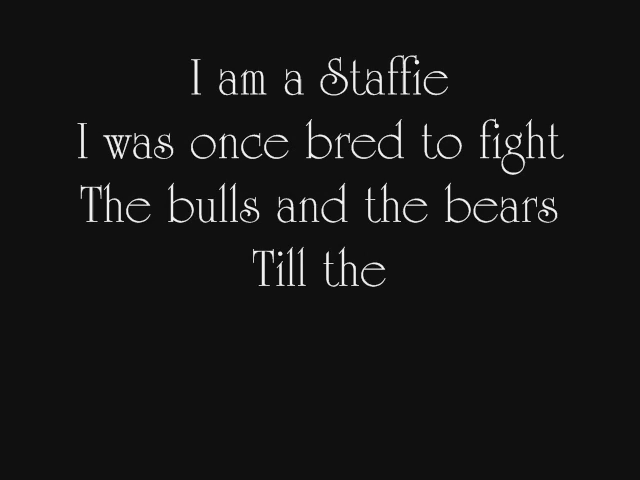 I am a Staffie
I was once bred to fight
The bulls and the bears
Till the